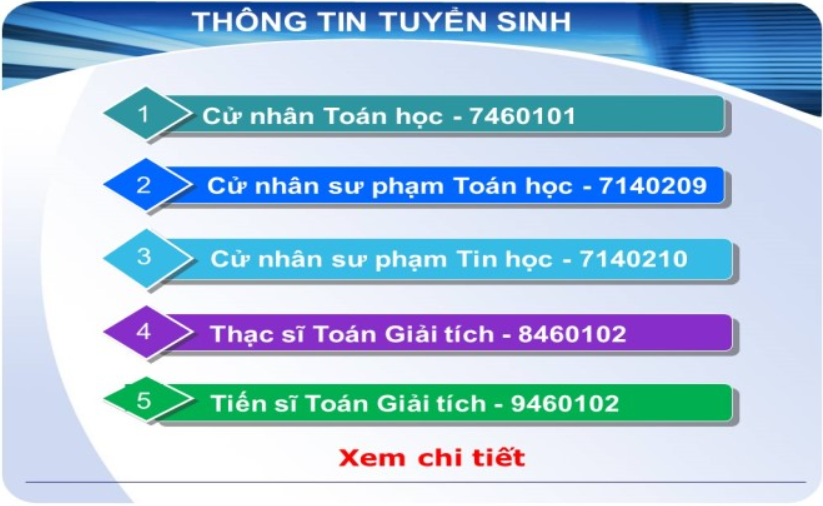 THÔNG TIN TUYỂN SINH
1 Cử nhân Toán học - 7460101
2 Cử nhân sư phạm Toán học - 7140209
3 Cử nhân sư phạm Tin học - 7140210
4 Thạc sĩ Toán Giải tích - 8460102
5 Tiến sĩ Toán Giải tích - 9460102
Xem chi tiết